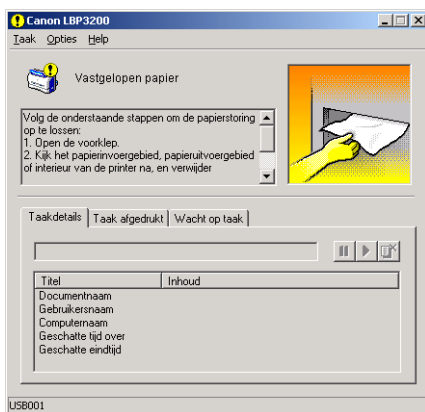 Canon LBP3200
Taak Opties Help
Vastgelopen papier
Volg de onderstaande stappen om de papierstoring
op te lossen:
1. Open de voorklep.
2. Kijk het papierinvoergebied, papieruitvoergebied
of interieur van de printer na, en verwijder
Taakdetails Taak afgedrukt Wacht op taak
Titel Inhoud
Documentnaam
Gebruikersnaam
Computernaam
Geschatte tijd over
Geschatte eindtijd
USB001